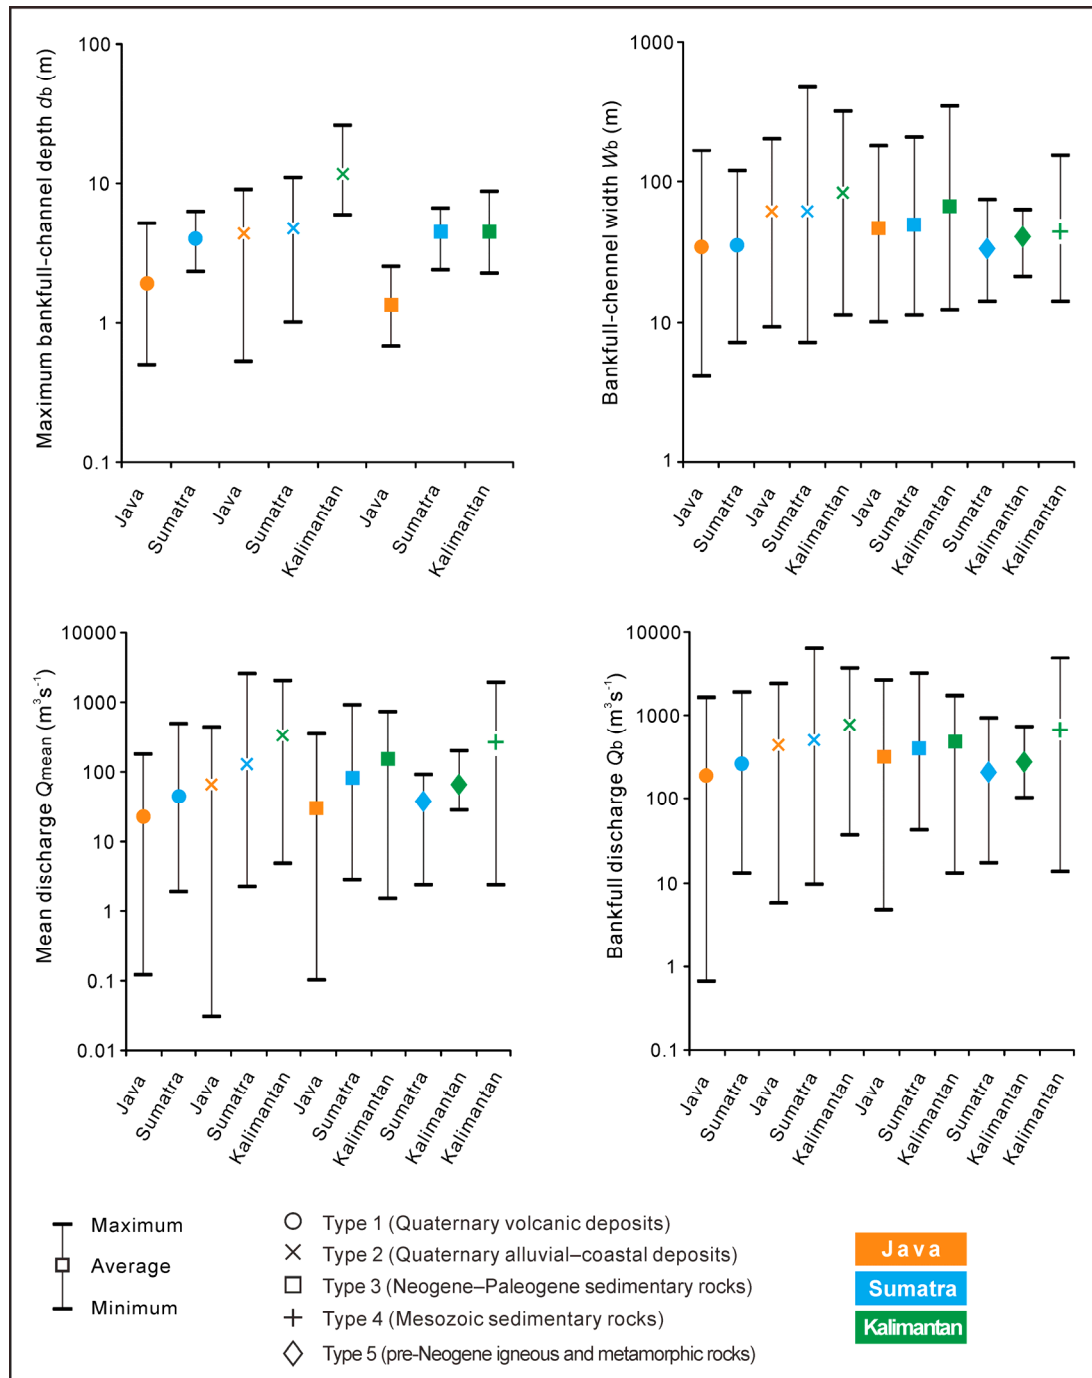 Maximum bankfull-channel depth db (m)
100
10
1
0.1
Java
Sumatra
Java
Sumatra
Kalimantan
Java
Sumatra
Kalimantan
Bankfull-chennel width Wb (m)
1000
100
10
1
Java
Sumatra
Java
Sumatra
Kalimantan
Java
Sumatra
Kalimantan
Sumatra
Kalimantan
Kalimantan
Mean discharge Qmean (m³s⁻¹)
10000
1000
100
10
1
0.1
0.01
Java
Sumatra
Java
Sumatra
Kalimantan
Java
Sumatra
Kalimantan
Sumatra
Kalimantan
Kalimantan
Bankfull discharge Qb (m³s⁻¹)
10000
1000
100
10
1
0.1
Java
Sumatra
Java
Sumatra
Kalimantan
Java
Sumatra
Kalimantan
Sumatra
Kalimantan
Kalimantan
Maximum
Average
Minimum
Type 1 (Quaternary volcanic deposits)
Type 2 (Quaternary alluvial–coastal deposits)
Type 3 (Neogene–Paleogene sedimentary rocks)
Type 4 (Mesozoic sedimentary rocks)
Type 5 (pre-Neogene igneous and metamorphic rocks)
Java
Sumatra
Kalimantan